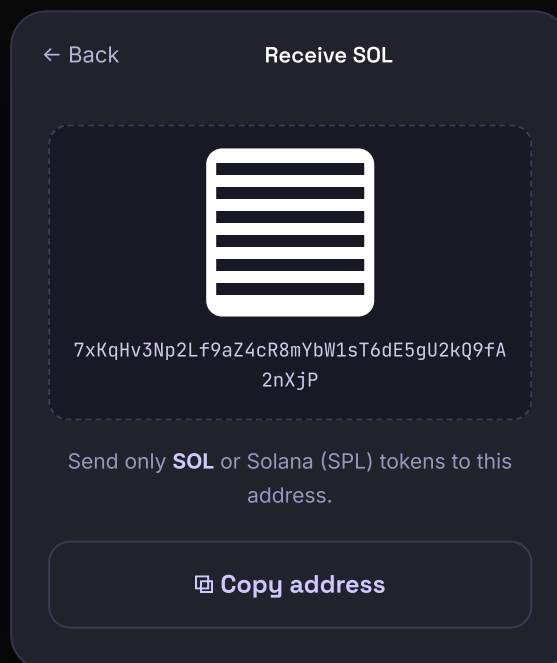 ← Back
Receive SOL
7xKqHv3Np2Lf9aZ4cR8mYbW1sT6dE5gU2kQ9fA
2nXjP
Send only SOL or Solana (SPL) tokens to this
address.
Copy address